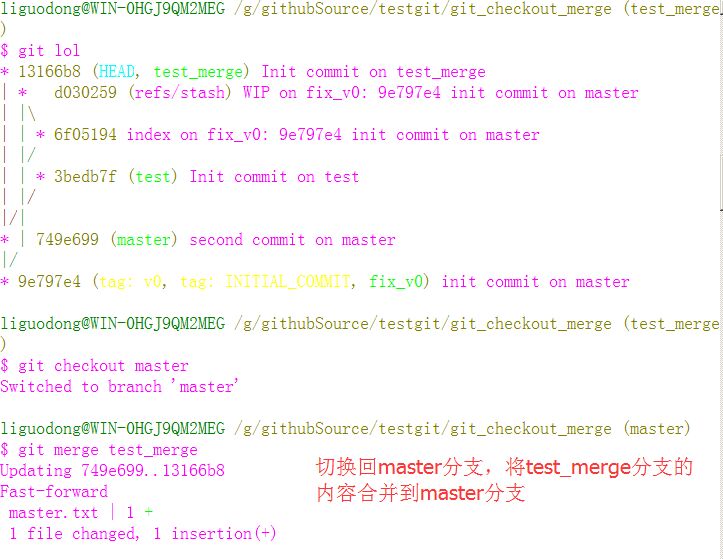 liguodong@WIN-OHGJ9QM2MEG /g/githubSource/testgit/git_checkout_merge (test_merge
)
$ git lol
* 13166b8 (HEAD, test_merge) Init commit on test_merge
| *   d030259 (refs/stash) WIP on fix_v0: 9e797e4 init commit on master
| |\
| | * 6f05194 index on fix_v0: 9e797e4 init commit on master
| |/
| | * 3bedb7f (test) Init commit on test
| |/
|/|
* | 749e699 (master) second commit on master
|/
* 9e797e4 (tag: v0, tag: INITIAL_COMMIT, fix_v0) init commit on master
liguodong@WIN-OHGJ9QM2MEG /g/githubSource/testgit/git_checkout_merge (test_merge
)
$ git checkout master
Switched to branch 'master'
liguodong@WIN-OHGJ9QM2MEG /g/githubSource/testgit/git_checkout_merge (master)
$ git merge test_merge
Updating 749e699..13166b8
Fast-forward
 master.txt | 1 +
 1 file changed, 1 insertion(+)
切换回master分支，将test_merge分支的
内容合并到master分支